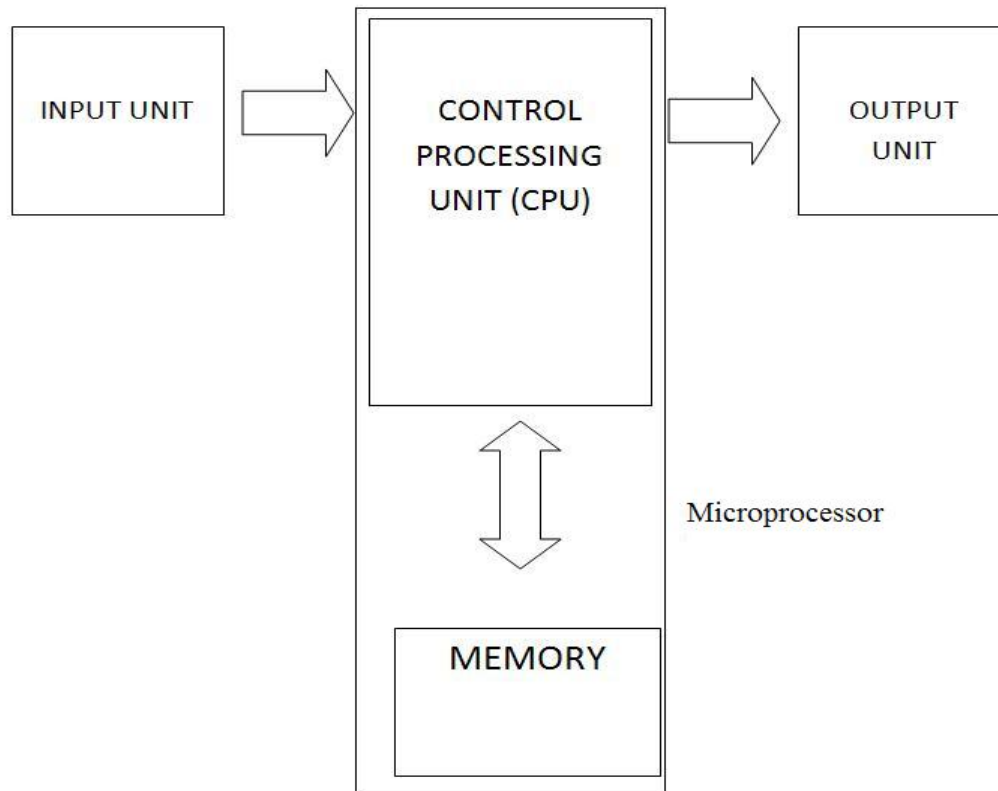 INPUT UNIT
CONTROL
PROCESSING
UNIT (CPU)
OUTPUT
UNIT
Microprocessor
MEMORY